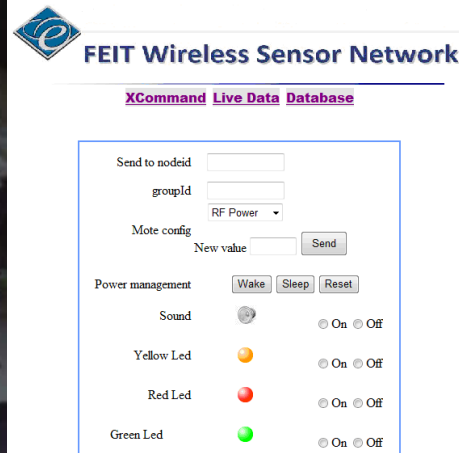 FEIT Wireless Sensor Network
XCommand Live Data Database
Send to nodeid
groupId
RF Power
Mote config
New value Send
Power management Wake Sleep Reset
Sound On Off
Yellow Led On Off
Red Led On Off
Green Led On Off